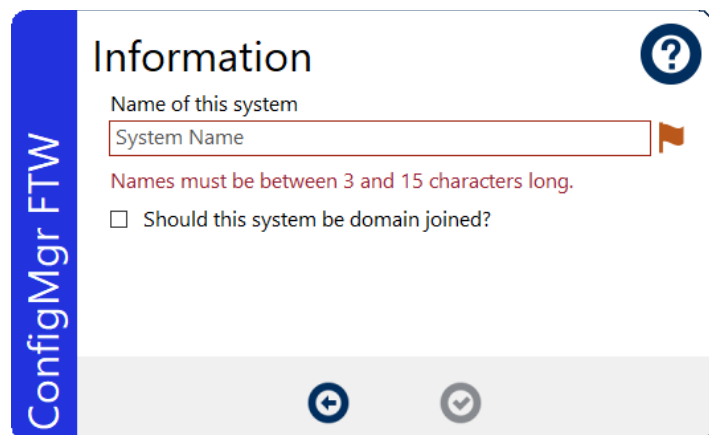 ConfigMgr FTW
Information
?
Name of this system
System Name
Names must be between 3 and 15 characters long.
Should this system be domain joined?